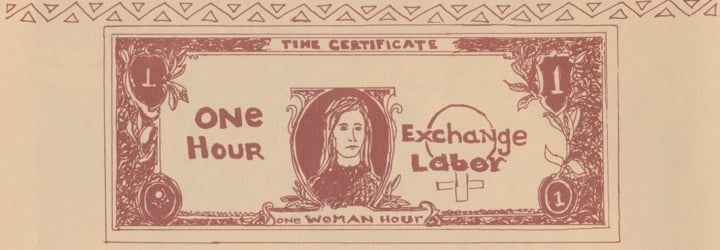 TIME CERTIFICATE
1
1
ONe
HOUR
Exchange
Labor
1
one WOMAN HOUR